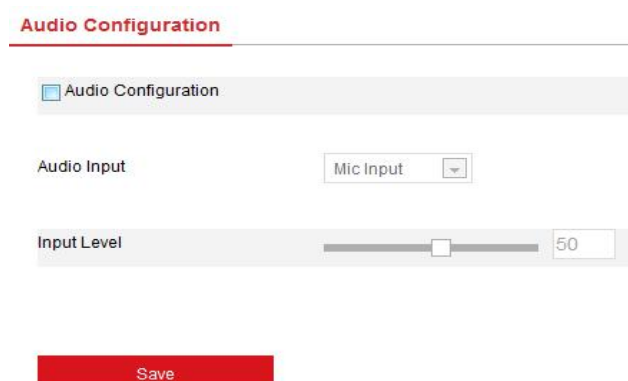 Audio Configuration
Audio Configuration
Audio Input Mic Input
Input Level 50
Save